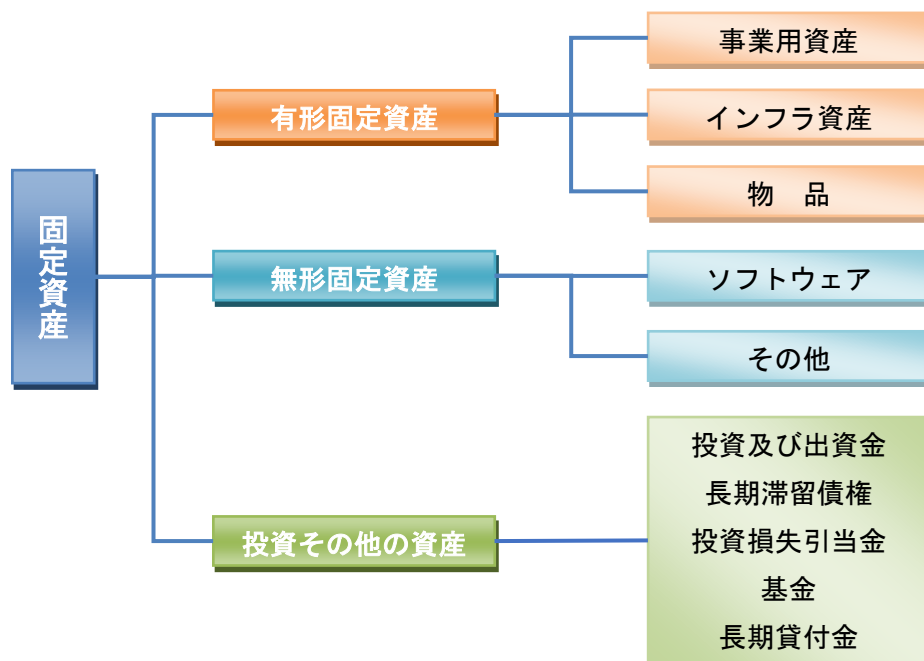 固定資産
有形固定資産
事業用資産
インフラ資産
物　品
無形固定資産
ソフトウェア
その他
投資その他の資産
投資及び出資金
長期滞留債権
投資損失引当金
基金
長期貸付金